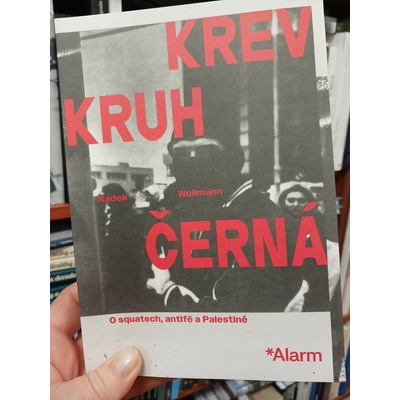 KREV
KRUH
Radek Wollmann
ČERNÁ
O squatech, antifě a Palestině
*Alarm